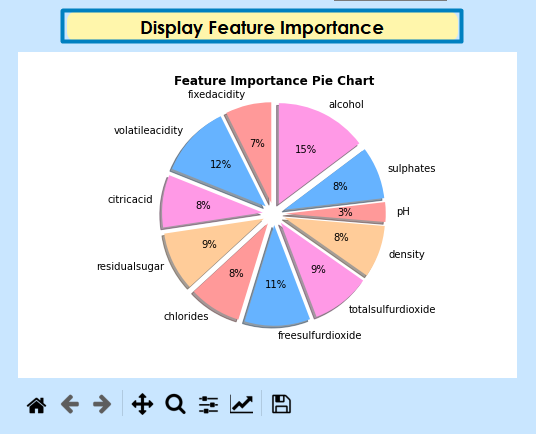 Display Feature Importance
Feature Importance Pie Chart
fixedacidity
alcohol
7%
15%
volatileacidity
12%
sulphates
8%
citricacid
8%
3%
pH
9%
8%
density
residualsugar
8%
9%
11%
chlorides
totalsulfurdioxide
freesulfurdioxide